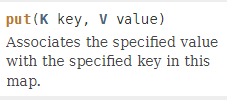 put(K key, V value)
Associates the specified value
with the specified key in this
map.